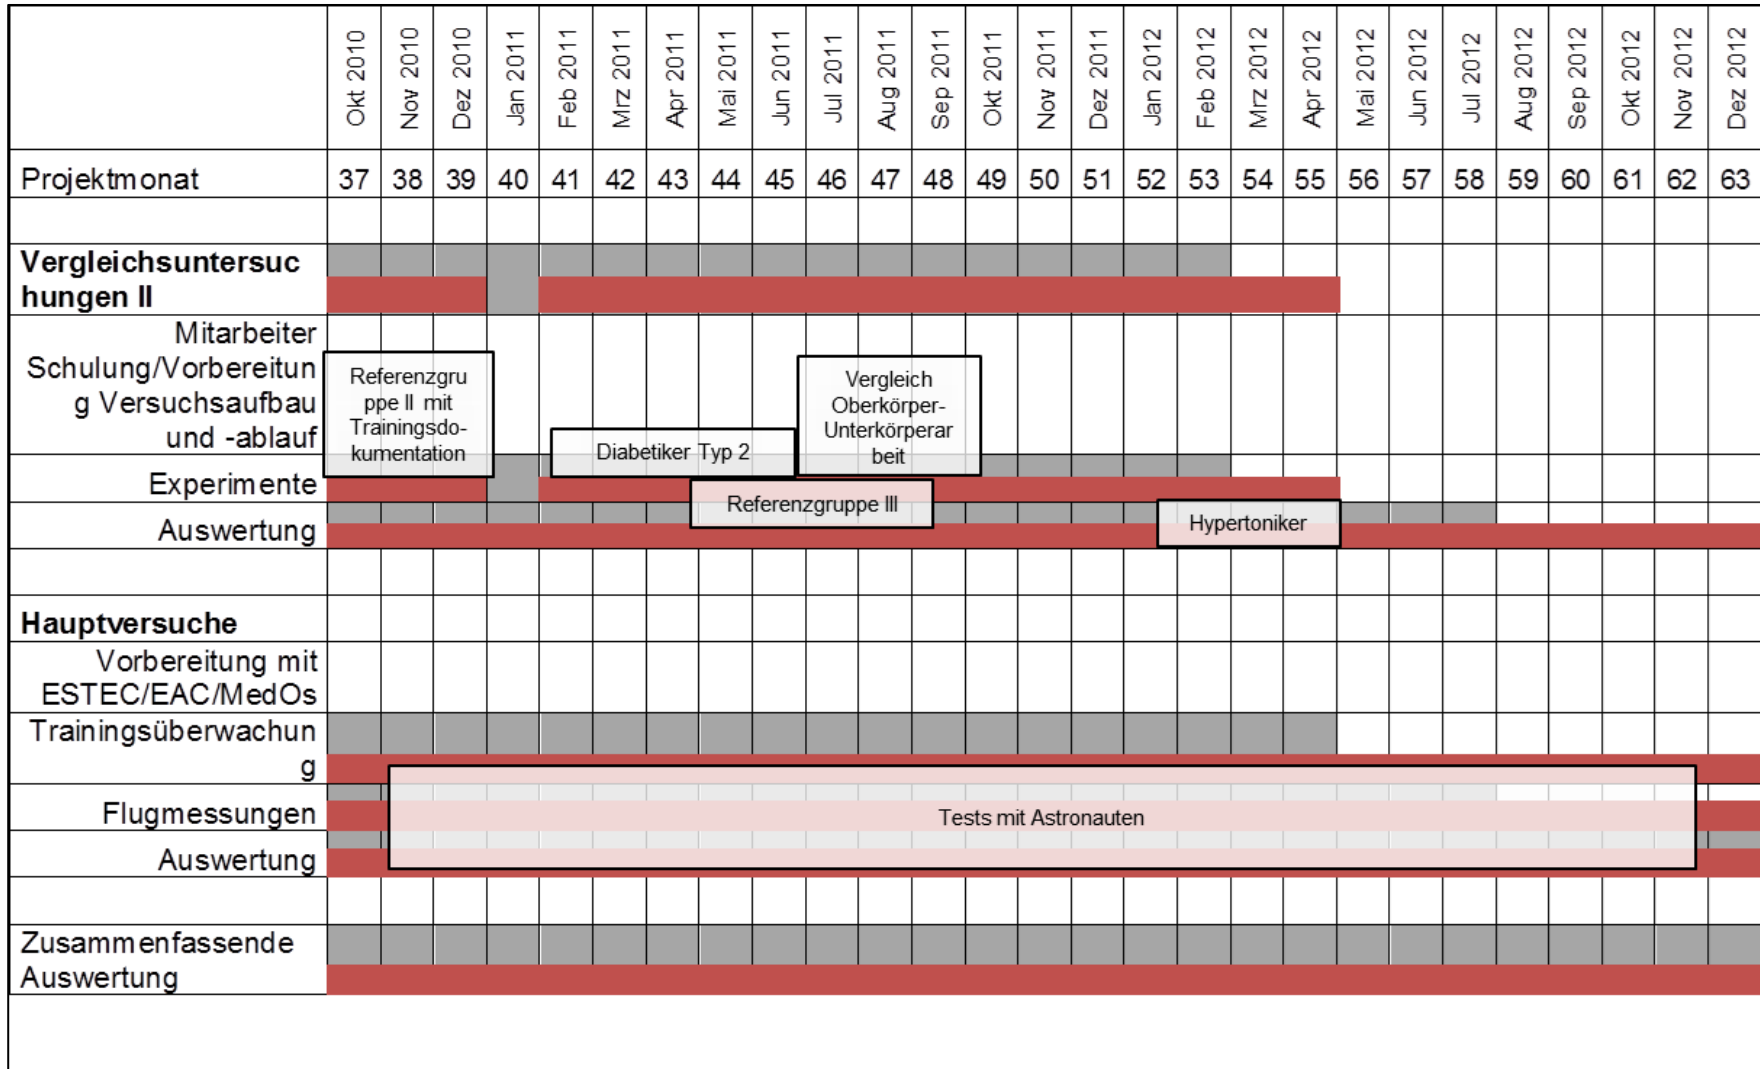 Okt 2010 Nov 2010 Dez 2010 Jan 2011 Feb 2011 Mrz 2011 Apr 2011 Mai 2011 Jun 2011 Jul 2011 Aug 2011 Sep 2011 Okt 2011 Nov 2011 Dez 2011 Jan 2012 Feb 2012 Mrz 2012 Apr 2012 Mai 2012 Jun 2012 Jul 2012 Aug 2012 Sep 2012 Okt 2012 Nov 2012 Dez 2012
Projektmonat 37 38 39 40 41 42 43 44 45 46 47 48 49 50 51 52 53 54 55 56 57 58 59 60 61 62 63
Vergleichsuntersuc
hungen II
Mitarbeiter
Schulung/Vorbereitun
g Versuchsaufbau
und -ablauf
Referenzgru
ppe II mit
Trainingsdo-
kumentation
Diabetiker Typ 2
Vergleich
Oberkörper-
Unterkörperar
beit
Experimente
Referenzgruppe III
Auswertung
Hypertoniker
Hauptversuche
Vorbereitung mit
ESTEC/EAC/MedOs
Trainingsüberwachun
g
Flugmessungen
Tests mit Astronauten
Auswertung
Zusammenfassende
Auswertung